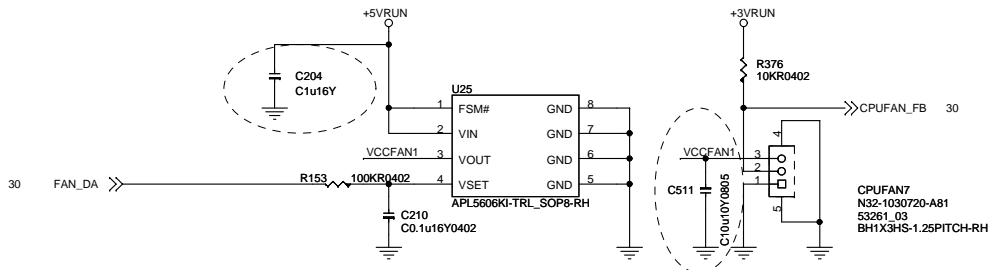 +5VRUN
+3VRUN
C204
C1u16Y
R376
10KR0402
U25
1 FSM# GND 8
2 VIN GND 7
3 VOUT GND 6
4 VSET GND 5
APL5606KI-TRL_SOP8-RH
VCCFAN1
30 FAN_DA
R153 100KR0402
C210
C0.1u16Y0402
CPUFAN_FB 30
VCCFAN1
C511
C10u10Y0805
4
3
2
1
5
CPUFAN7
N32-1030720-A81
53261_03
BH1X3HS-1.25PITCH-RH